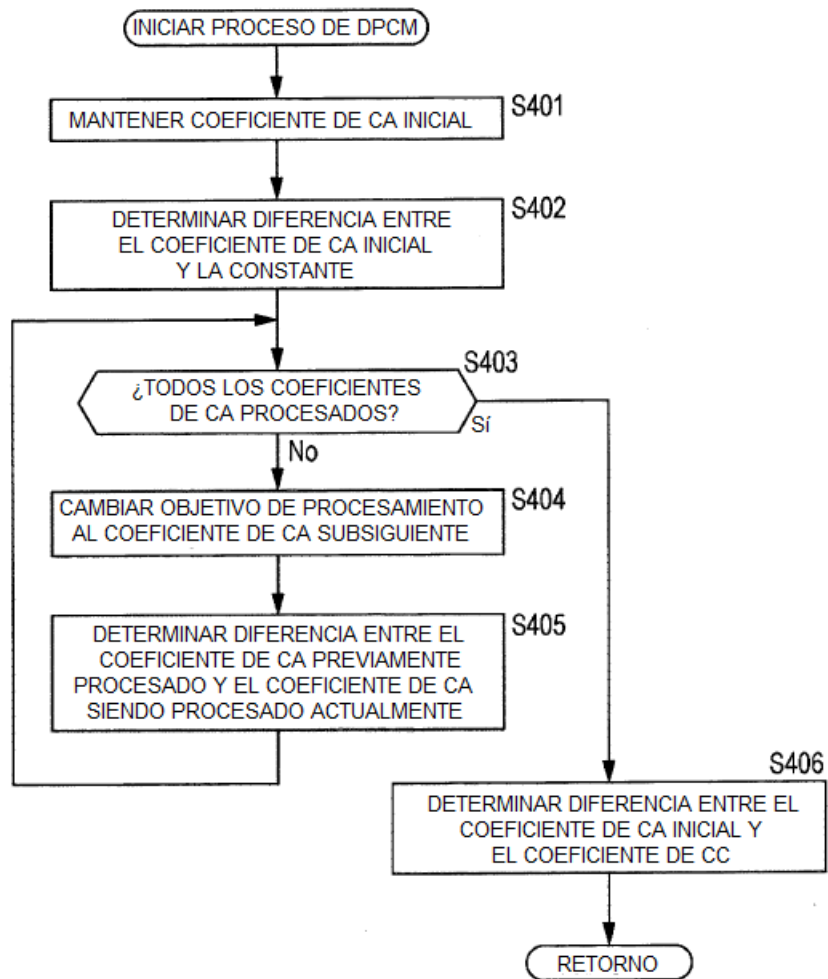 INICIAR PROCESO DE DPCM
S401
MANTENER COEFICIENTE DE CA INICIAL
S402
DETERMINAR DIFERENCIA ENTRE
EL COEFICIENTE DE CA INICIAL
Y LA CONSTANTE
S403
¿TODOS LOS COEFICIENTES
DE CA PROCESADOS?
Sí
No
S404
CAMBIAR OBJETIVO DE PROCESAMIENTO
AL COEFICIENTE DE CA SUBSIGUIENTE
S405
DETERMINAR DIFERENCIA ENTRE EL
COEFICIENTE DE CA PREVIAMENTE
PROCESADO Y EL COEFICIENTE DE CA
SIENDO PROCESADO ACTUALMENTE
S406
DETERMINAR DIFERENCIA ENTRE EL
COEFICIENTE DE CA INICIAL Y
EL COEFICIENTE DE CC
RETORNO